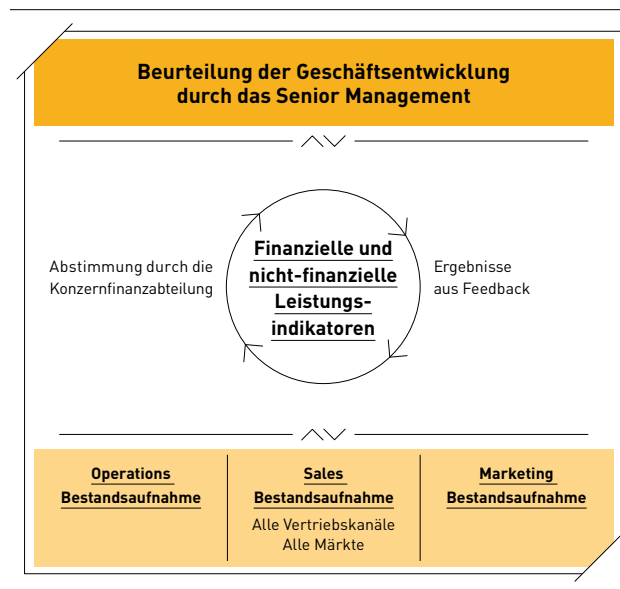 Beurteilung der Geschäftsentwicklung
durch das Senior Management
Abstimmung durch die
Konzernfinanzabteilung
Finanzielle und
nicht-finanzielle
Leistungs-
indikatoren
Ergebnisse
aus Feedback
Operations
Bestandsaufnahme
Sales
Bestandsaufnahme
Alle Vertriebskanäle
Alle Märkte
Marketing
Bestandsaufnahme